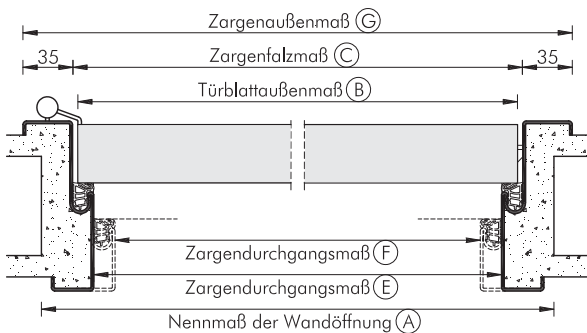 Zargenaußenmaß G
35 Zargenfalzmaß C 35
Türblattaußenmaß B
Zargendurchgangsmaß F
Zargendurchgangsmaß E
Nennmaß der Wandöffnung A